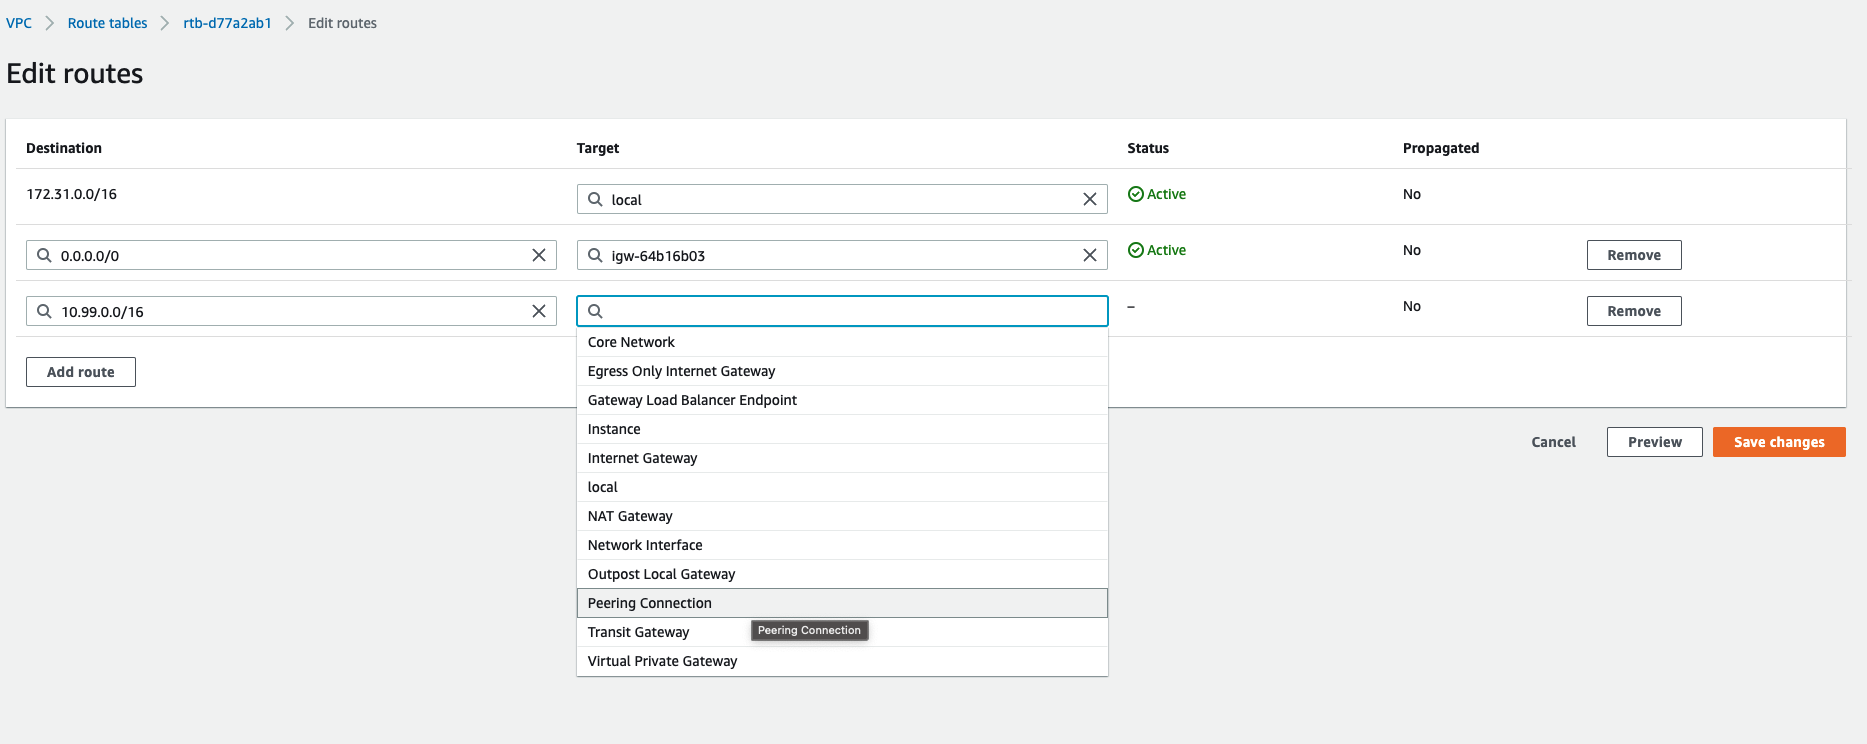 VPC > Route tables > rtb-d77a2ab1 > Edit routes
Edit routes
Destination Target Status Propagated
172.31.0.0/16 local Active No
0.0.0.0/0 igw-64b16b03 Active No Remove
10.99.0.0/16 – No Remove
Core Network
Add route
Egress Only Internet Gateway
Gateway Load Balancer Endpoint
Instance
Cancel Preview Save changes
Internet Gateway
local
NAT Gateway
Network Interface
Outpost Local Gateway
Peering Connection
Transit Gateway
Peering Connection
Virtual Private Gateway